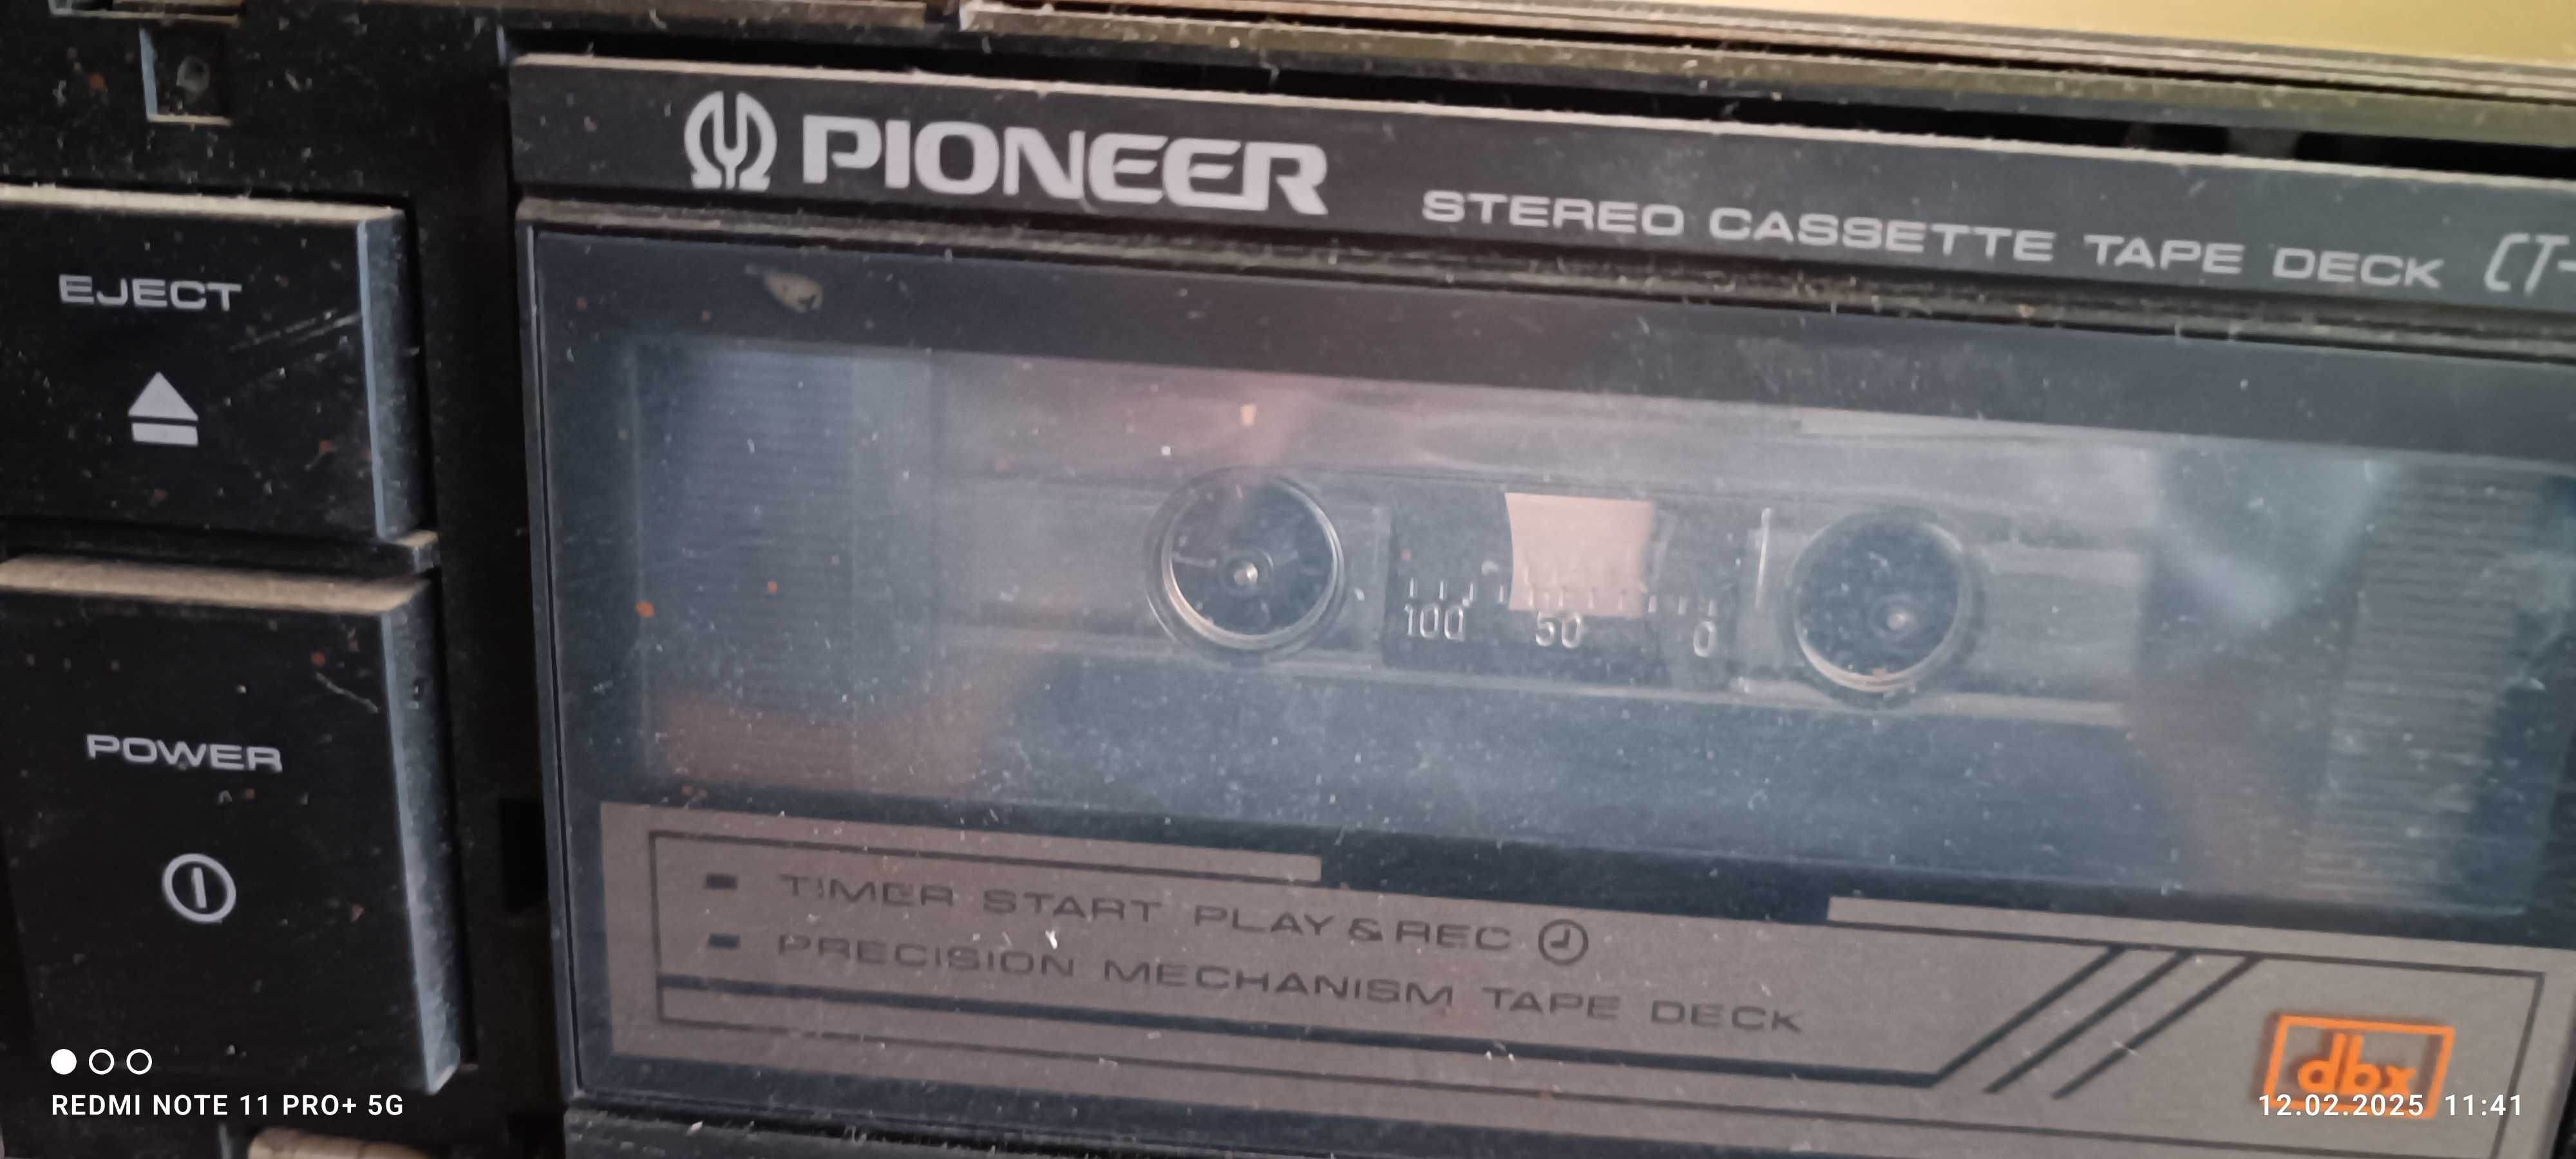 PIONEER
STEREO CASSETTE TAPE DECK CT-
EJECT
100 50 0
POWER
TIMER START PLAY & REC
PRECISION MECHANISM TAPE DECK
dbx
REDMI NOTE 11 PRO+ 5G
12.02.2025 11:41